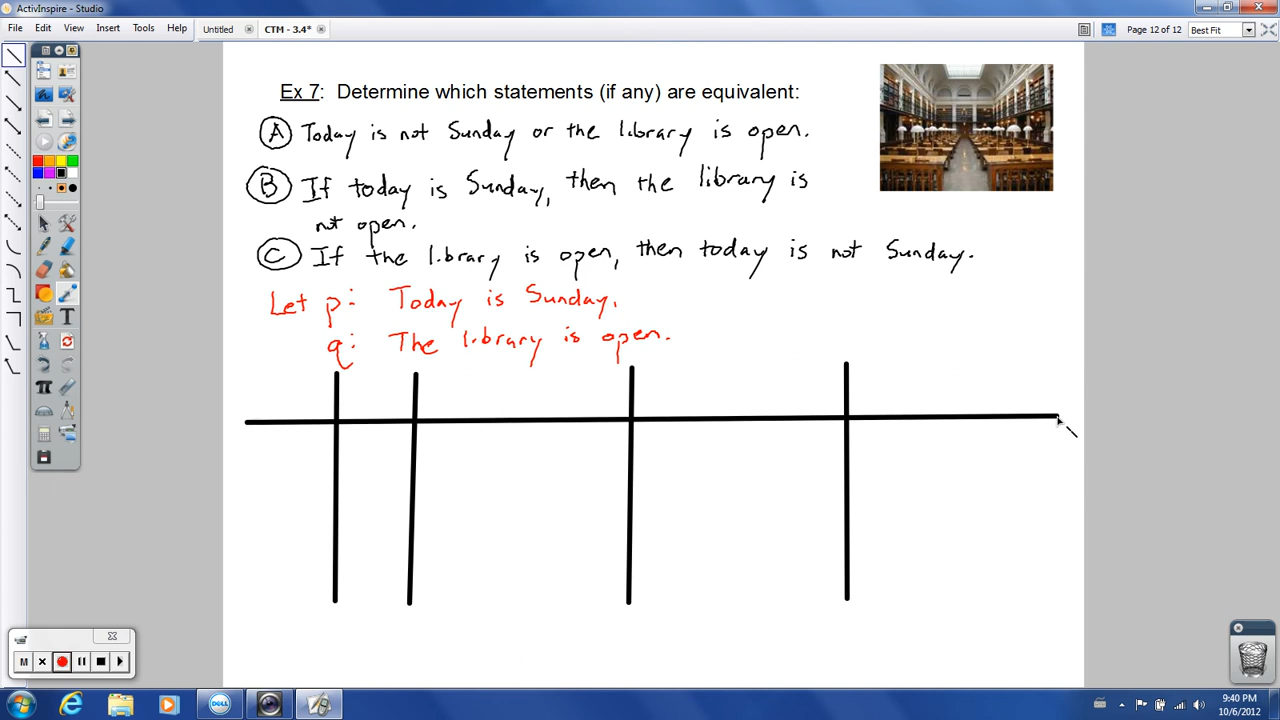 ActivInspire - Studio
File Edit View Insert Tools Help Untitled CTM - 3.4* Page 12 of 12 Best Fit
Ex 7: Determine which statements (if any) are equivalent:
A Today is not Sunday or the library is open.
B If today is Sunday, then the library is
not open.
C If the library is open, then today is not Sunday.
Let p: Today is Sunday.
q: The library is open.
M
DELL
9:40 PM
10/6/2012